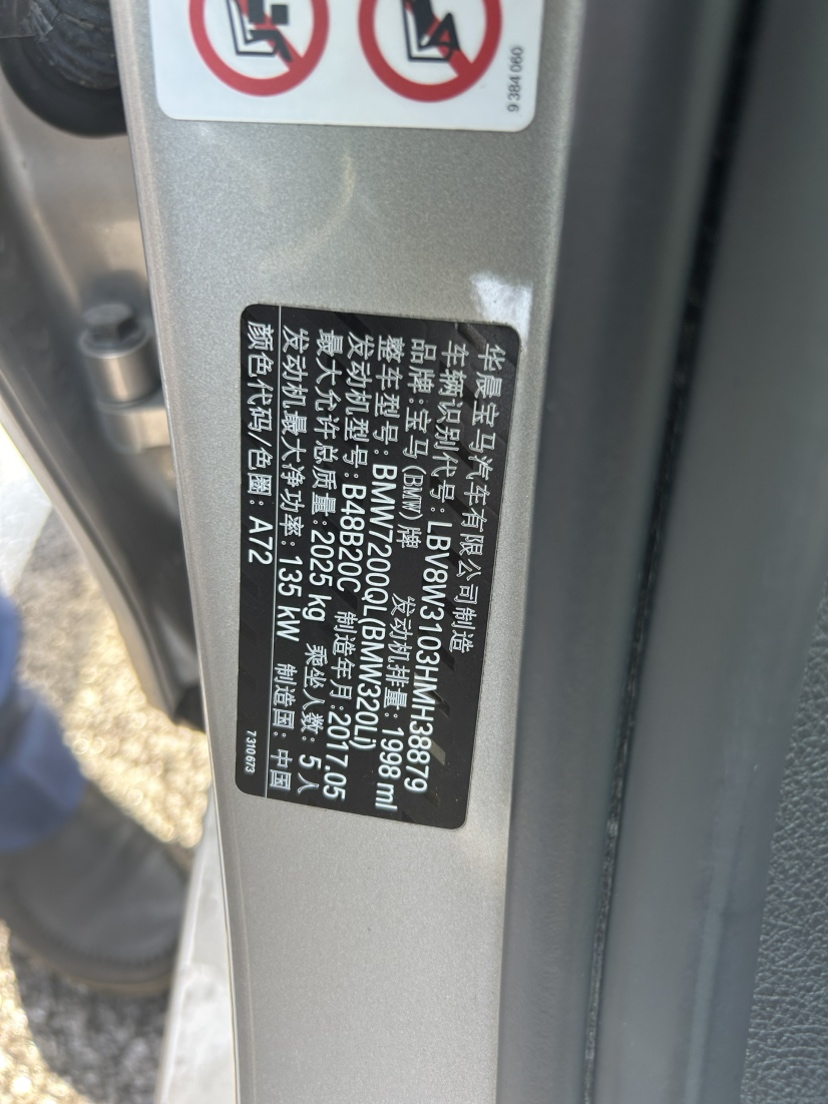 9 384 060
华晨宝马汽车有限公司制造
车辆识别代号：LBV8W3103HMH38879
品牌：宝马(BMW)牌 发动机排量：1998 ml
整车型号：BMW7200QL(BMW320Li)
发动机型号：B48B20C 制造年月：2017.05
最大允许总质量：2025 kg 乘坐人数：5人
发动机最大净功率：135 kW 制造国：中国
颜色代码/色圈：A72
7.310.673